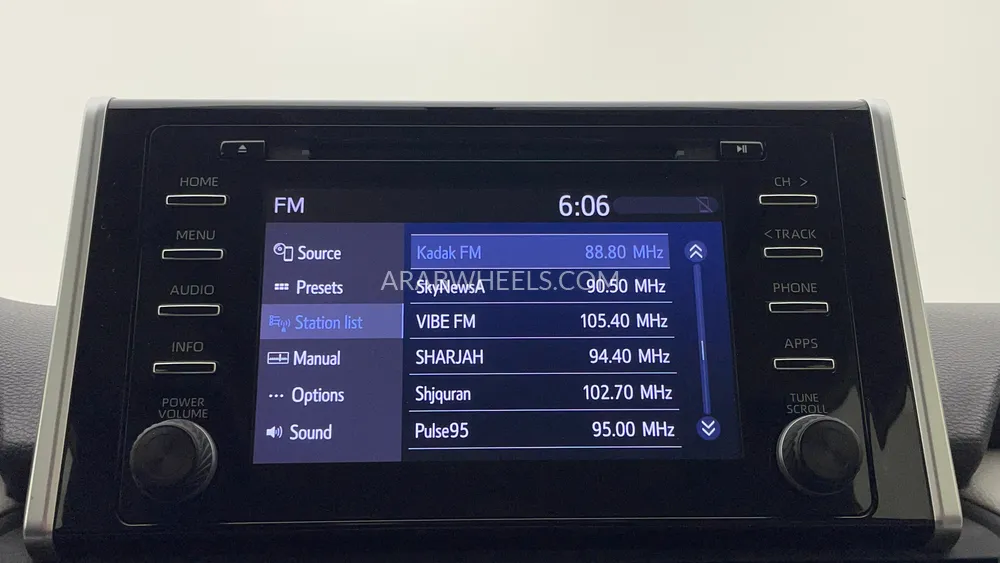 HOME
MENU
AUDIO
INFO
POWER
VOLUME
FM 6:06
Source
Presets
Station list
Manual
Options
Sound
Kadak FM 88.80 MHz
SkyNewsA 90.50 MHz
VIBE FM 105.40 MHz
SHARJAH 94.40 MHz
Shjquran 102.70 MHz
Pulse95 95.00 MHz
ARABWHEELS.COM
CH >
< TRACK
PHONE
APPS
TUNE
SCROLL